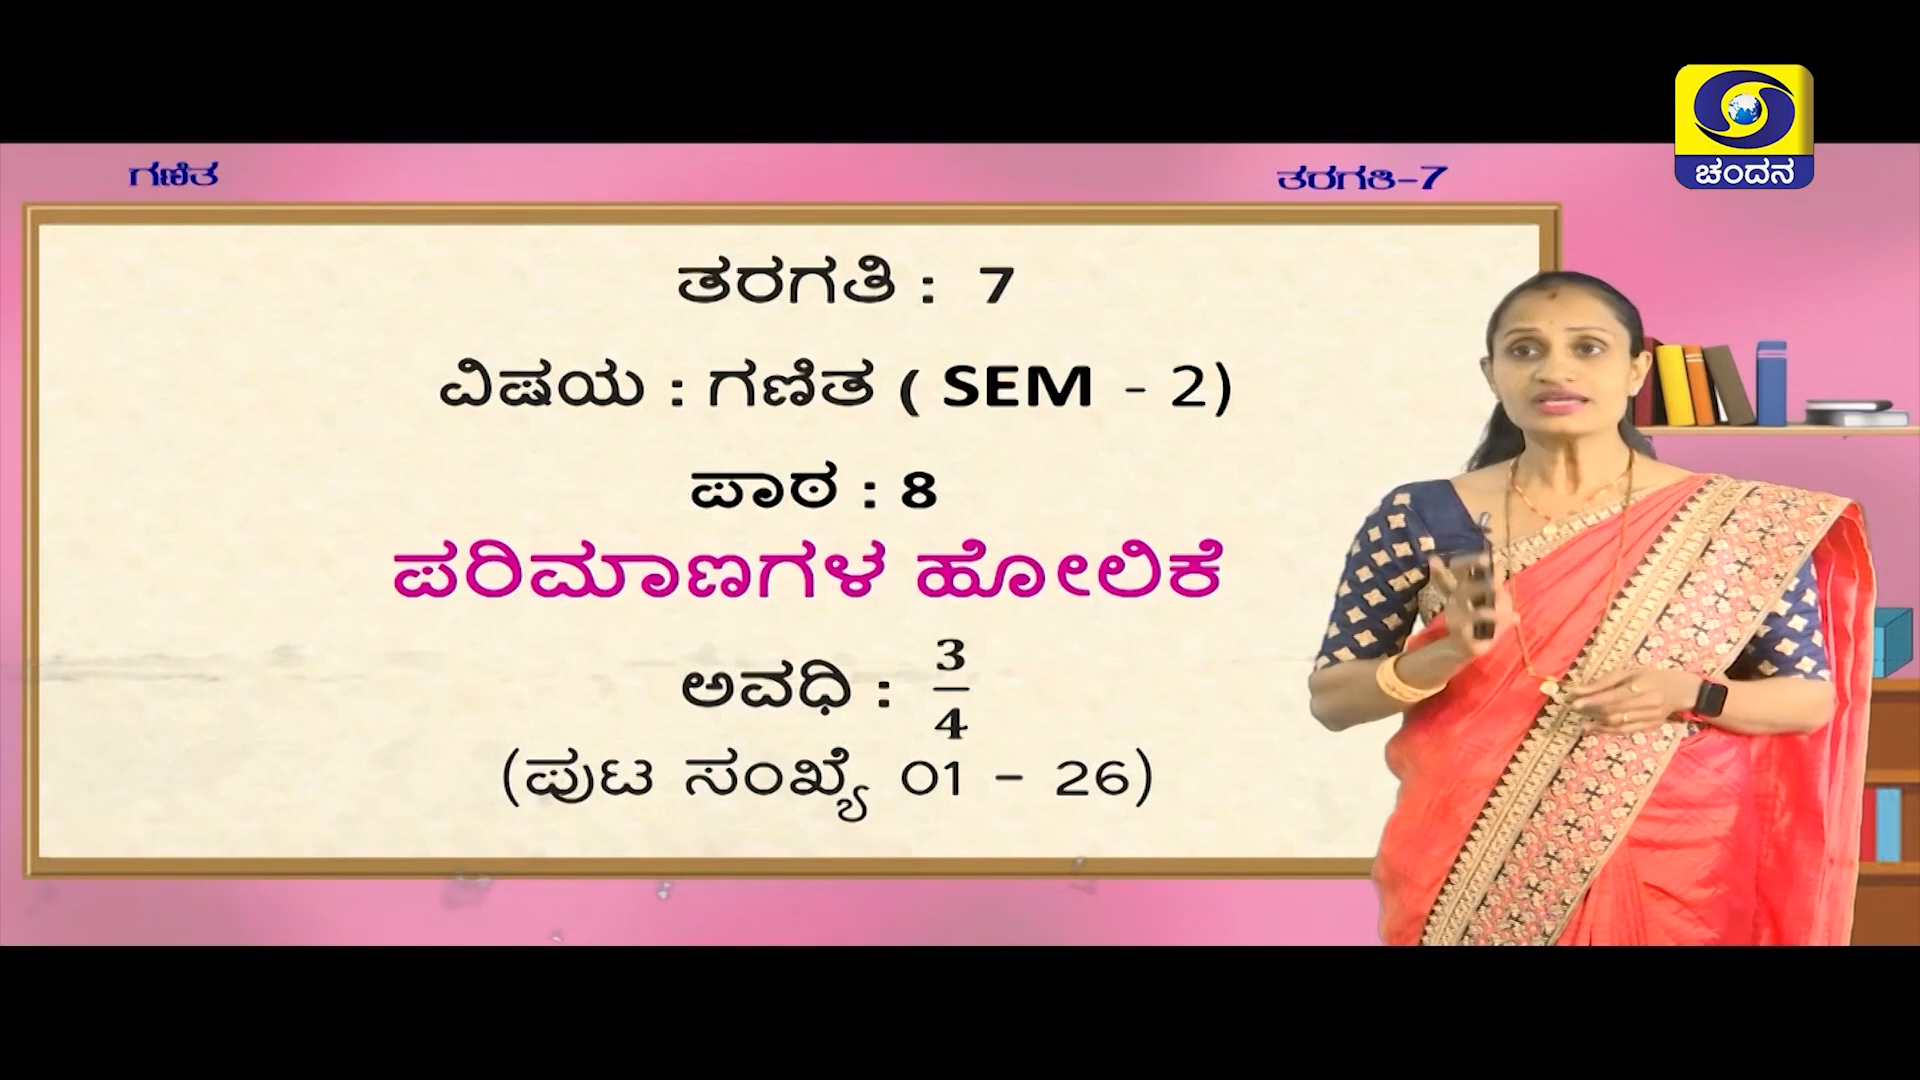 ಗಣಿತ
ತರಗತಿ-7
ಚಂದನ
ತರಗತಿ : 7
ವಿಷಯ : ಗಣಿತ ( SEM - 2)
ಪಾಠ : 8
ಪರಿಮಾಣಗಳ ಹೋಲಿಕೆ
ಅವಧಿ : 3/4
(ಪುಟ ಸಂಖ್ಯೆ 01 - 26)